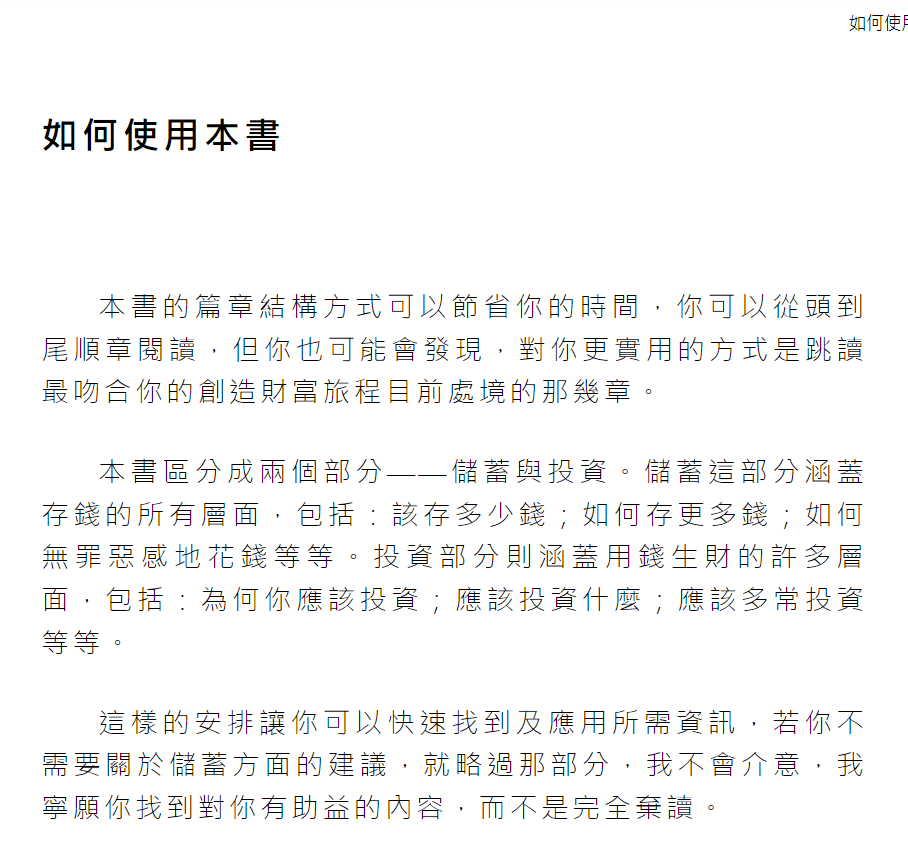 如何使用
如何使用本書
本書的篇章結構方式可以節省你的時間，你可以從頭到
尾順章閱讀，但你也可能會發現，對你更實用的方式是跳讀
最吻合你的創造財富旅程目前處境的那幾章。
本書區分成兩個部分——儲蓄與投資。儲蓄這部分涵蓋
存錢的所有層面，包括：該存多少錢；如何存更多錢；如何
無罪惡感地花錢等等。投資部分則涵蓋用錢生財的許多層
面，包括：為何你應該投資；應該投資什麼；應該多常投資
等等。
這樣的安排讓你可以快速找到及應用所需資訊，若你不
需要關於儲蓄方面的建議，就略過那部分，我不會介意，我
寧願你找到對你有助益的內容，而不是完全棄讀。